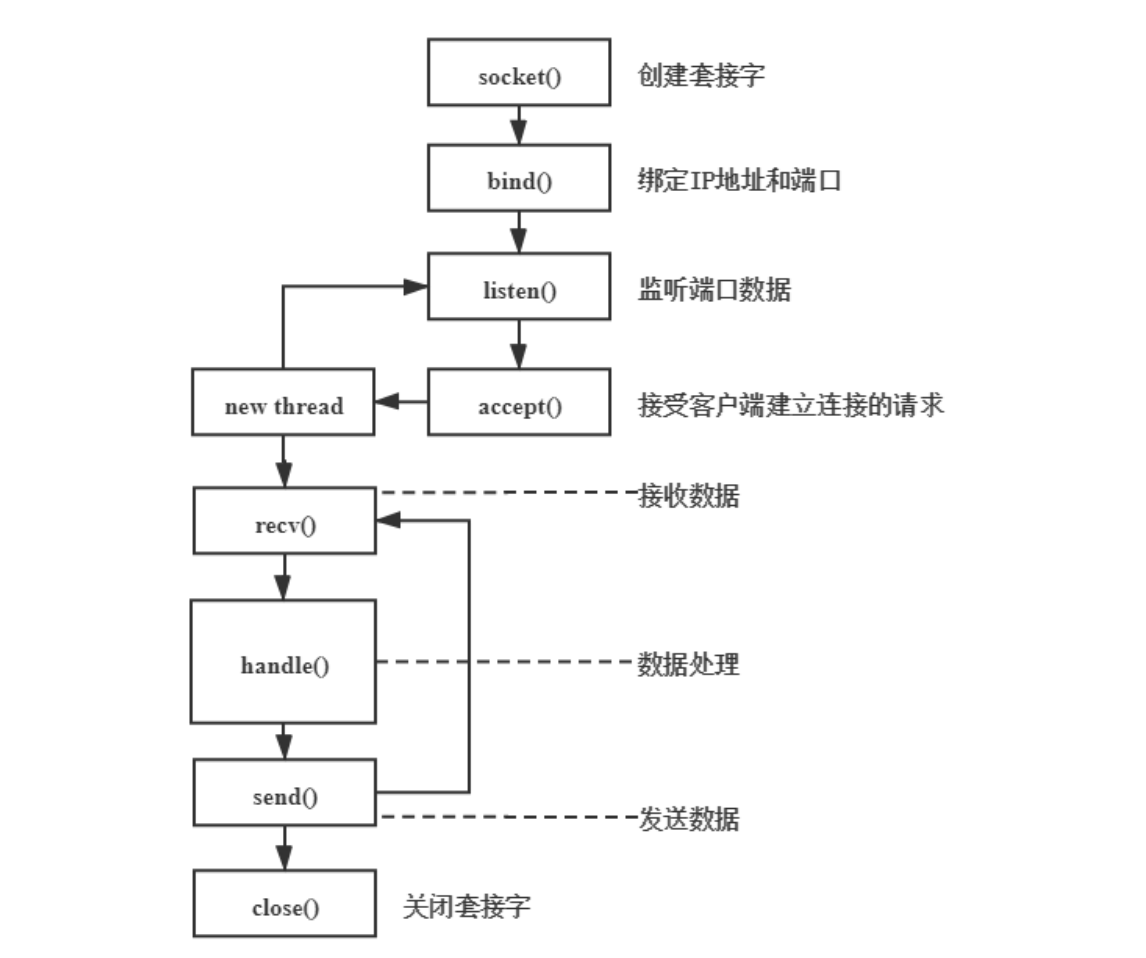 socket()
创建套接字
bind()
绑定IP地址和端口
listen()
监听端口数据
new thread
accept()
接受客户端建立连接的请求
接收数据
recv()
handle()
数据处理
send()
发送数据
close()
关闭套接字